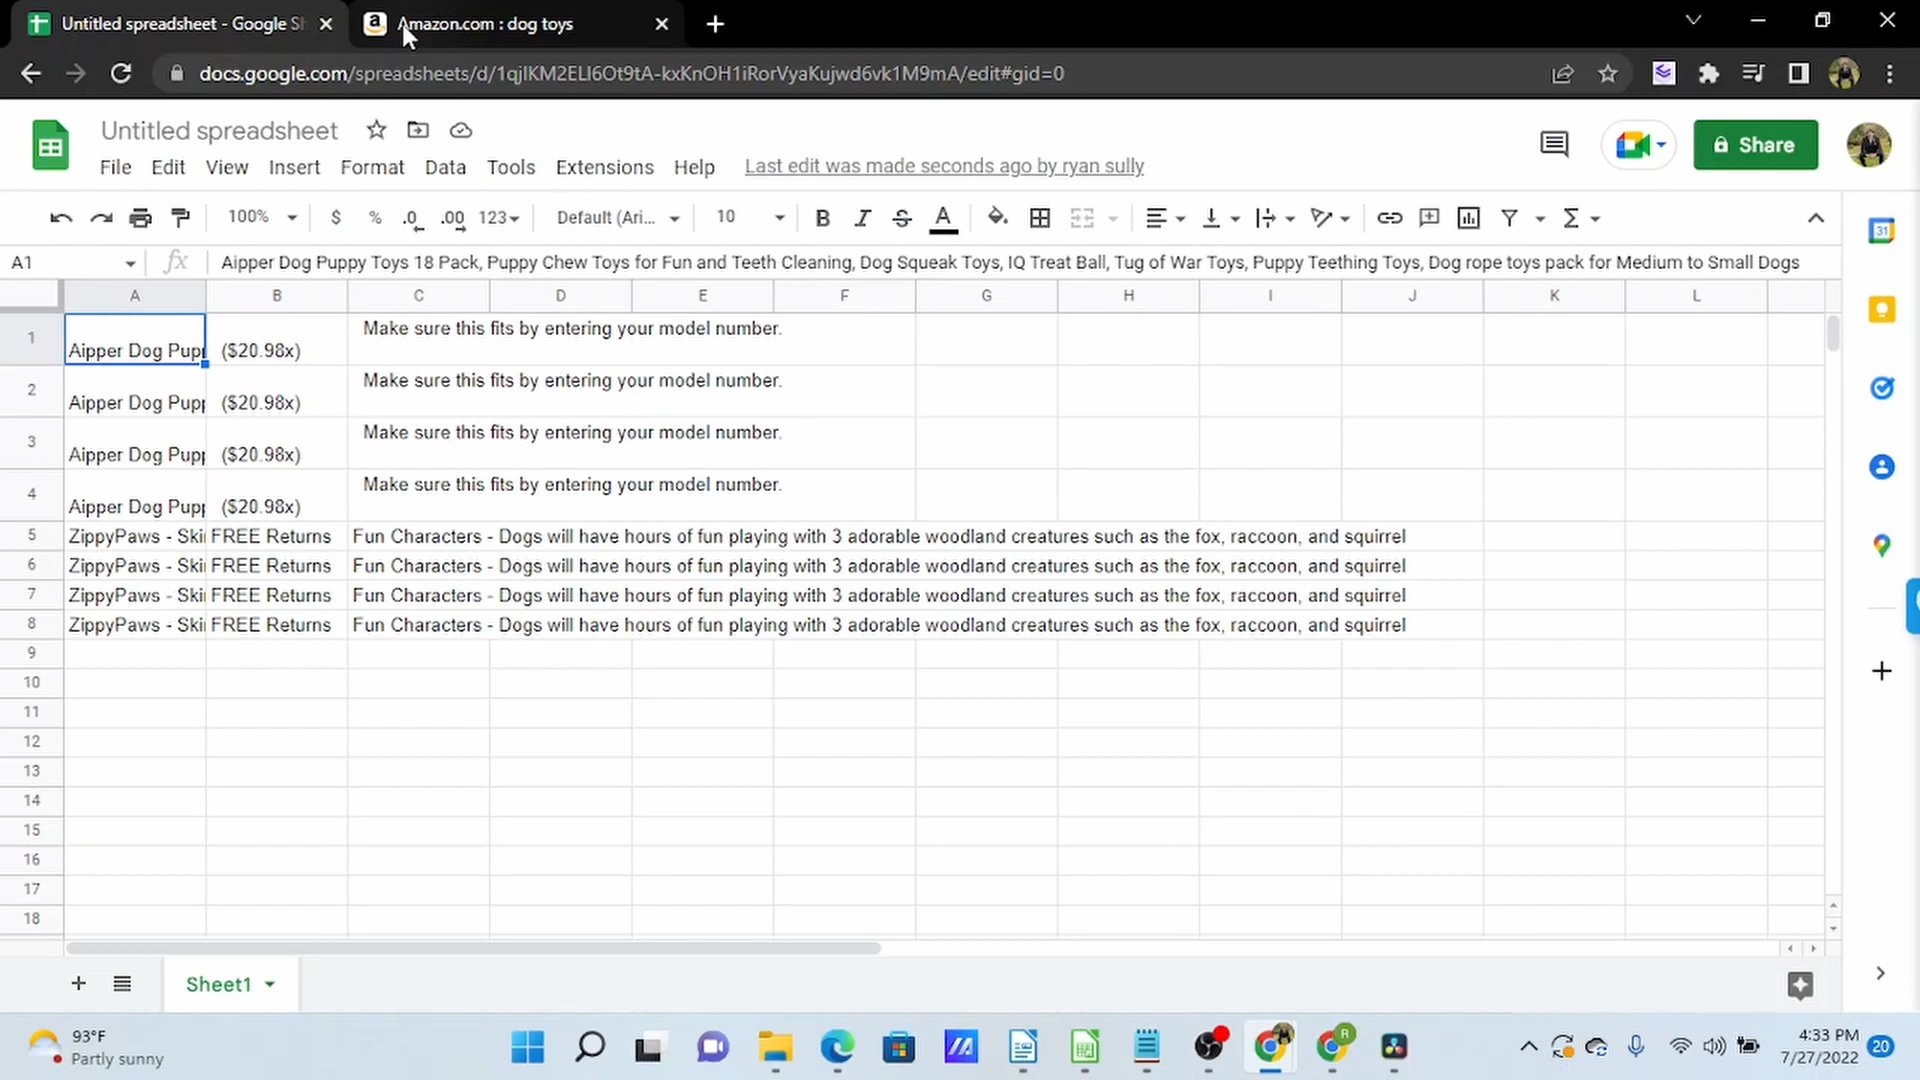 Untitled spreadsheet - Google Sh
Amazon.com : dog toys
docs.google.com/spreadsheets/d/1qjlKM2ELl6Ot9tA-kxKnOH1iRorVyaKujwd6vk1M9mA/edit#gid=0
Untitled spreadsheet
File Edit View Insert Format Data Tools Extensions Help Last edit was made seconds ago by ryan sully
Share
100% $ % .0 .00 123 Default (Ari... 10 B I S A
31
A1 fx Aipper Dog Puppy Toys 18 Pack, Puppy Chew Toys for Fun and Teeth Cleaning, Dog Squeak Toys, IQ Treat Ball, Tug of War Toys, Puppy Teething Toys, Dog rope toys pack for Medium to Small Dogs
A B C D E F G H I J K L
1 Aipper Dog Pupp ($20.98x) Make sure this fits by entering your model number.
2 Aipper Dog Pupp ($20.98x) Make sure this fits by entering your model number.
3 Aipper Dog Pupp ($20.98x) Make sure this fits by entering your model number.
4 Aipper Dog Pupp ($20.98x) Make sure this fits by entering your model number.
5 ZippyPaws - Skin FREE Returns Fun Characters - Dogs will have hours of fun playing with 3 adorable woodland creatures such as the fox, raccoon, and squirrel
6 ZippyPaws - Skin FREE Returns Fun Characters - Dogs will have hours of fun playing with 3 adorable woodland creatures such as the fox, raccoon, and squirrel
7 ZippyPaws - Skin FREE Returns Fun Characters - Dogs will have hours of fun playing with 3 adorable woodland creatures such as the fox, raccoon, and squirrel
8 ZippyPaws - Skin FREE Returns Fun Characters - Dogs will have hours of fun playing with 3 adorable woodland creatures such as the fox, raccoon, and squirrel
9
10
11
12
13
14
15
16
17
18
Sheet1
93°F
Partly sunny
R
4:33 PM
7/27/2022
20